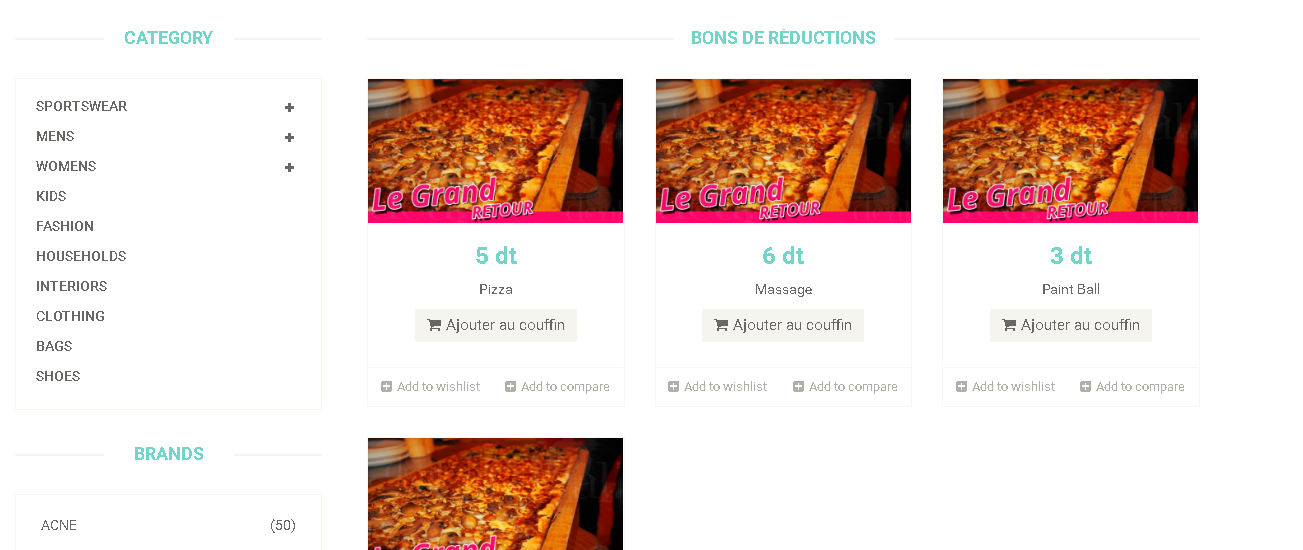 CATEGORY
SPORTSWEAR
MENS
WOMENS
KIDS
FASHION
HOUSEHOLDS
INTERIORS
CLOTHING
BAGS
SHOES
BRANDS
ACNE (50)
BONS DE RÉDUCTIONS
Le Grand
RETOUR
5 dt
Pizza
Ajouter au couffin
Add to wishlist Add to compare
Le Grand
RETOUR
6 dt
Massage
Ajouter au couffin
Add to wishlist Add to compare
Le Grand
RETOUR
3 dt
Paint Ball
Ajouter au couffin
Add to wishlist Add to compare
Le Grand